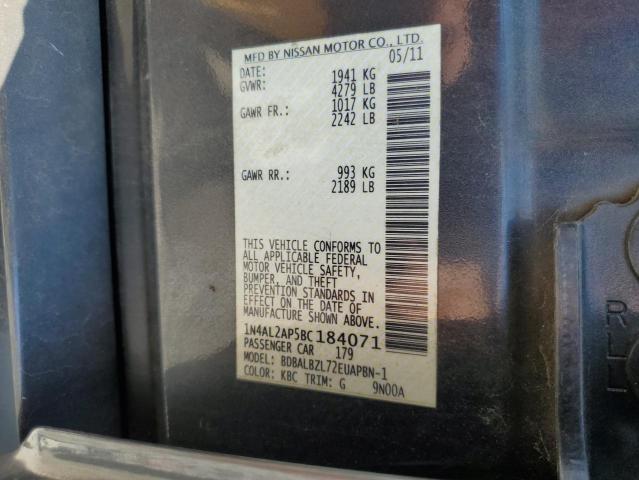 MFD BY NISSAN MOTOR CO., LTD.
DATE: 05/11
GVWR: 1941 KG
4279 LB
GAWR FR.: 1017 KG
2242 LB
GAWR RR.: 993 KG
2189 LB
THIS VEHICLE CONFORMS TO
ALL APPLICABLE FEDERAL
MOTOR VEHICLE SAFETY,
BUMPER, AND THEFT
PREVENTION STANDARDS IN
EFFECT ON THE DATE OF
MANUFACTURE SHOWN ABOVE.
1N4AL2AP5BC184071
PASSENGER CAR 179
MODEL: BDBALBZL72EUAPBN-1
COLOR: KBC TRIM: G 9N00A